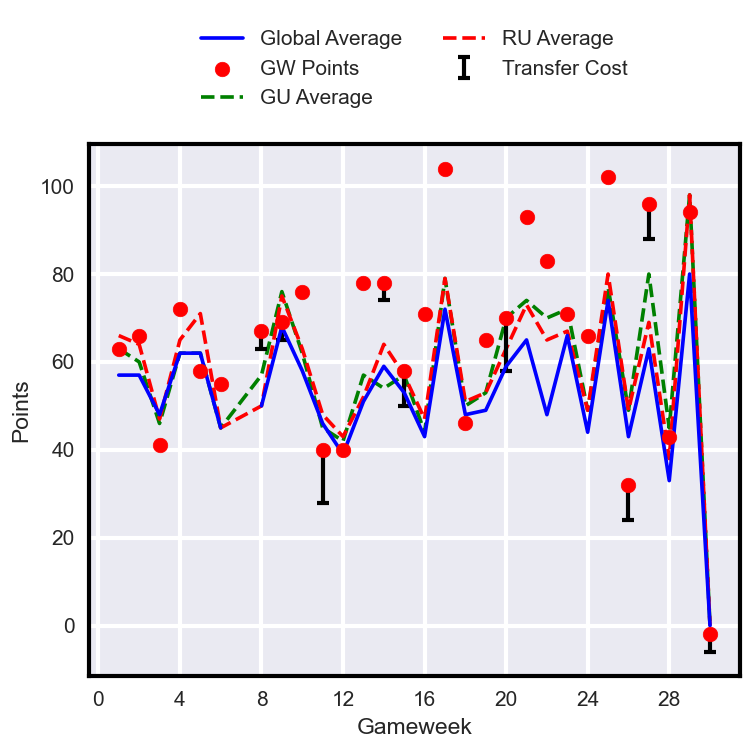 Global Average
GW Points
GU Average
RU Average
Transfer Cost
100
80
60
40
20
0
Points
0 4 8 12 16 20 24 28
Gameweek